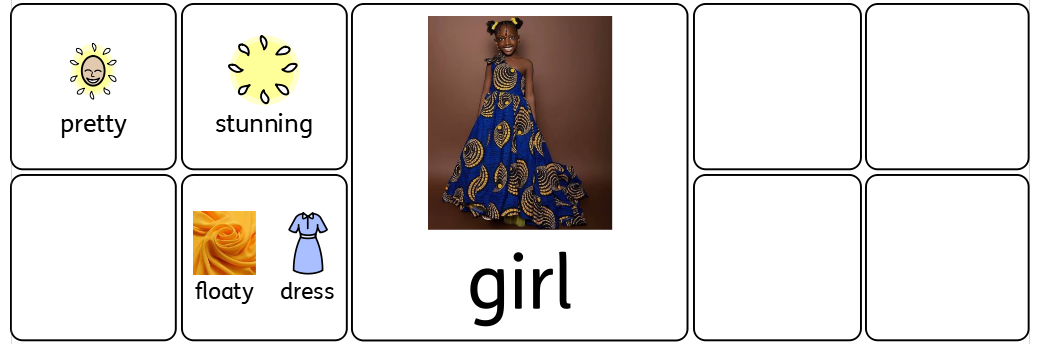 pretty
stunning
floaty dress
girl